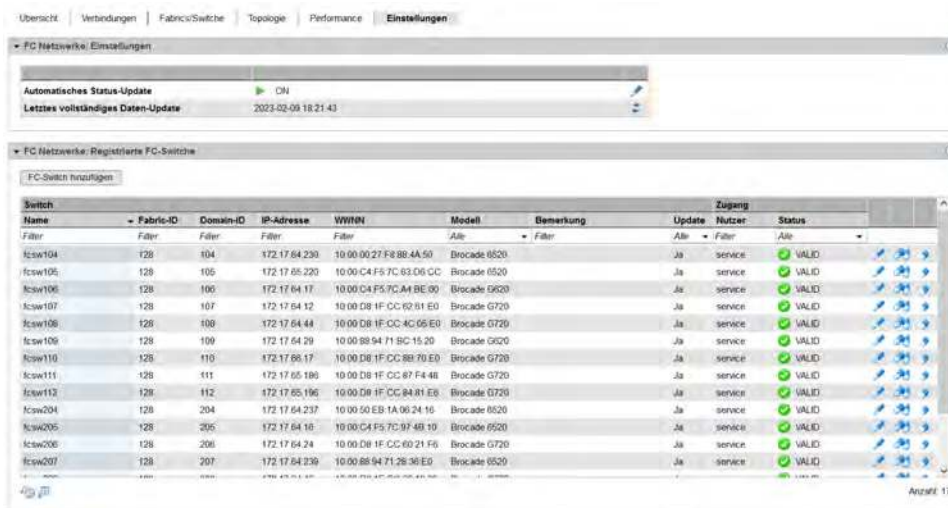 Übersicht Verbindungen Fabrics/Switche Topologie Performance Einstellungen
FC Netzwerke: Einstellungen
Automatisches Status-Update ON
Letztes vollständiges Daten-Update 2023-02-09 18:21:43
FC Netzwerke: Registrierte FC-Switche
FC-Switch hinzufügen
Switch Zugang
Name Fabric-ID Domain-ID IP-Adresse WWNN Modell Bemerkung Update Nutzer Status
Filter Filter Filter Filter Filter Alle Filter Alle Filter Alle
fcsw104 128 104 172.17.64.230 10:00:00:27:F8:8B:4A:50 Brocade 6520 Ja service VALID
fcsw105 128 105 172.17.65.220 10:00:C4:F5:7C:63:D6:CC Brocade 6520 Ja service VALID
fcsw106 128 106 172.17.64.17 10:00:C4:F5:7C:A4:BE:00 Brocade G620 Ja service VALID
fcsw107 128 107 172.17.64.12 10:00:D8:1F:CC:62:61:E0 Brocade G720 Ja service VALID
fcsw108 128 108 172.17.64.44 10:00:D8:1F:CC:4C:05:E0 Brocade G720 Ja service VALID
fcsw109 128 109 172.17.64.29 10:00:88:94:71:BC:15:20 Brocade G620 Ja service VALID
fcsw110 128 110 172.17.66.17 10:00:D8:1F:CC:8B:70:E0 Brocade G720 Ja service VALID
fcsw111 128 111 172.17.65.186 10:00:D8:1F:CC:87:F4:48 Brocade G720 Ja service VALID
fcsw112 128 112 172.17.65.196 10:00:D8:1F:CC:84:81:E6 Brocade G720 Ja service VALID
fcsw204 128 204 172.17.64.237 10:00:50:EB:1A:06:24:16 Brocade 6520 Ja service VALID
fcsw205 128 205 172.17.64.16 10:00:C4:F5:7C:97:4B:10 Brocade 6520 Ja service VALID
fcsw206 128 206 172.17.64.24 10:00:D8:1F:CC:60:21:F6 Brocade G720 Ja service VALID
fcsw207 128 207 172.17.64.239 10:00:88:94:71:28:36:E0 Brocade G520 Ja service VALID
Anzahl: 1